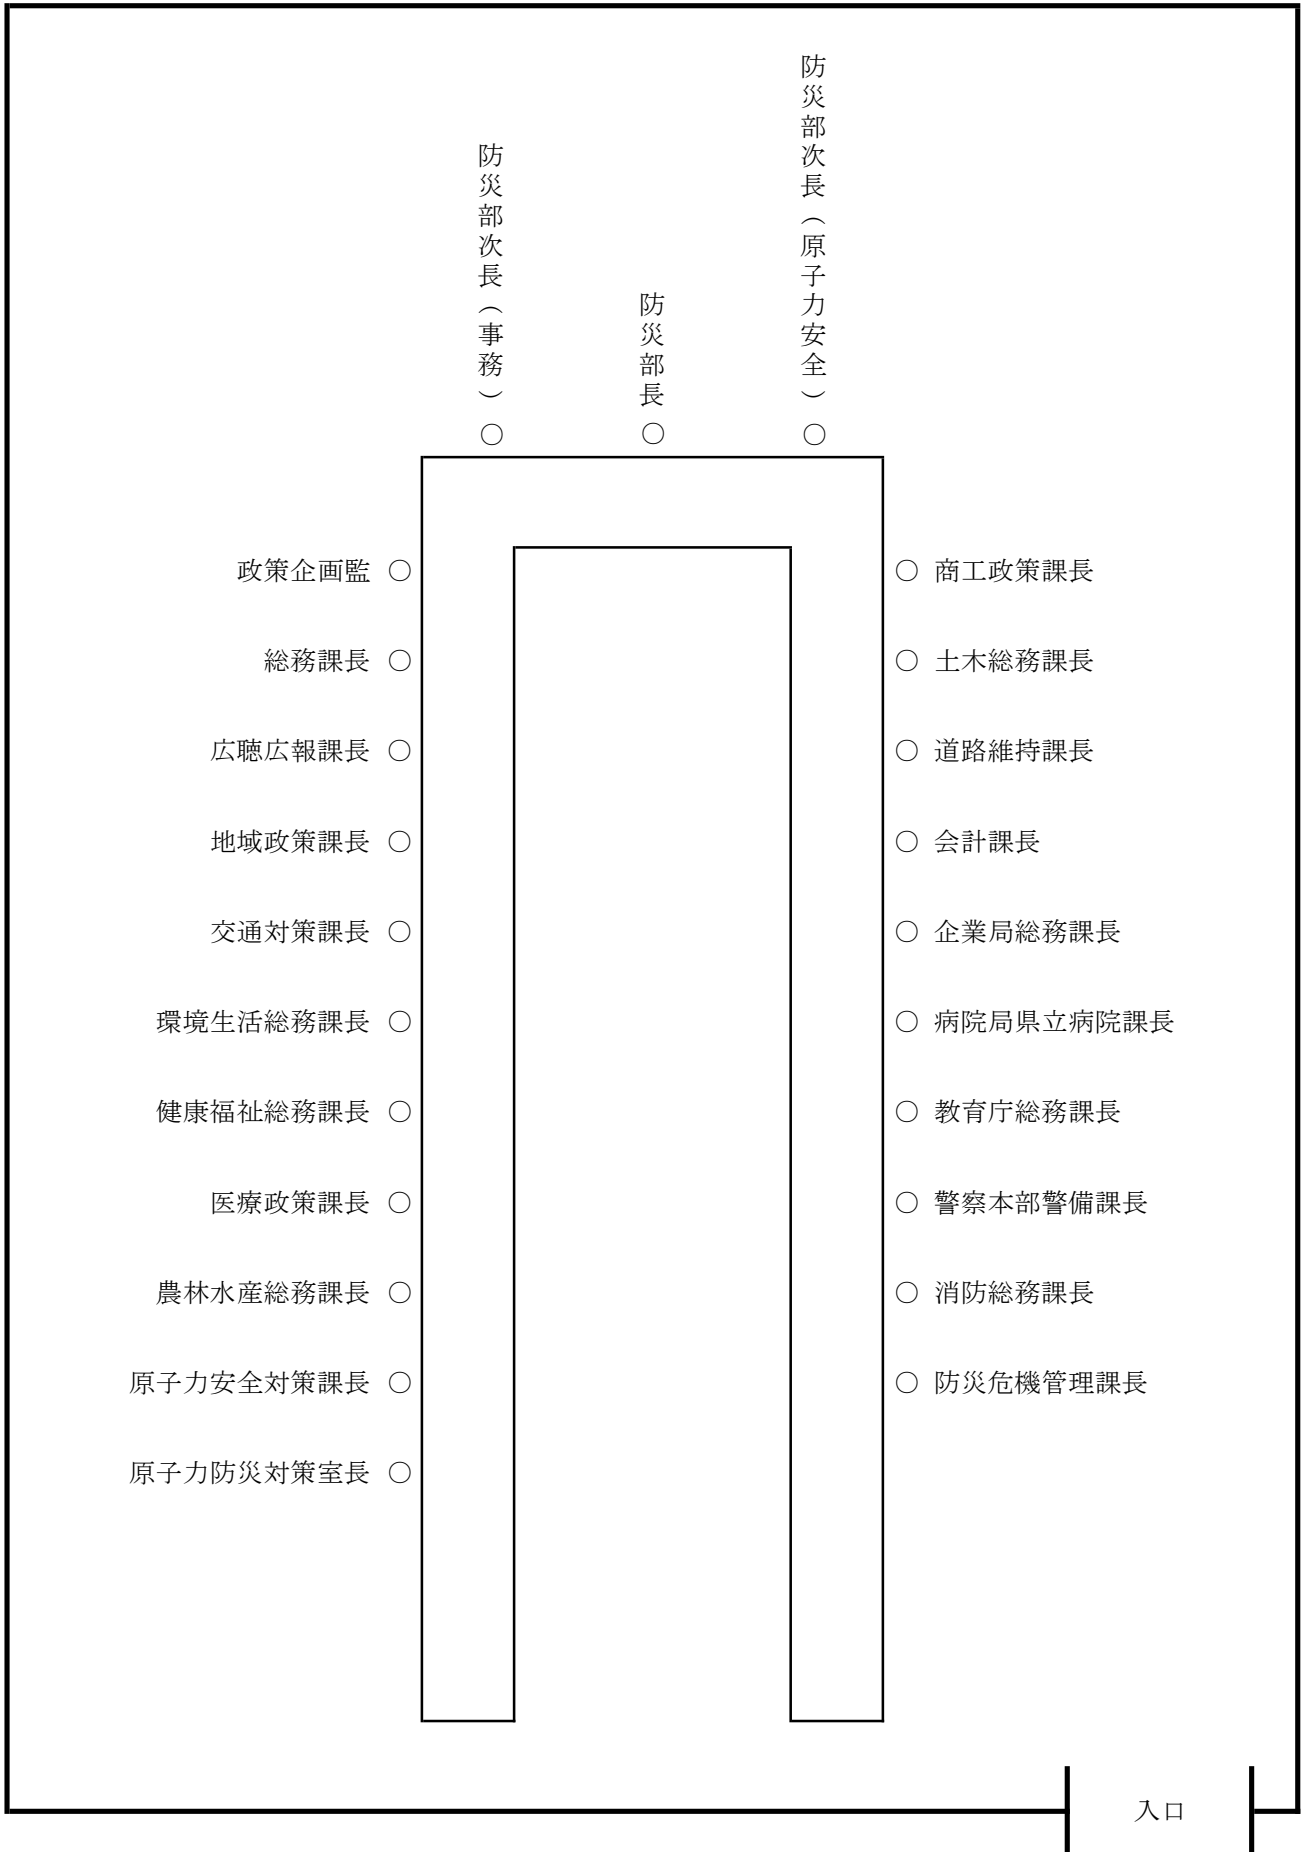 防災部次長（原子力安全）○
防災部長○
防災部次長（事務）○
政策企画監 ○
○ 商工政策課長
総務課長 ○
○ 土木総務課長
広聴広報課長 ○
○ 道路維持課長
地域政策課長 ○
○ 会計課長
交通対策課長 ○
○ 企業局総務課長
環境生活総務課長 ○
○ 病院局県立病院課長
健康福祉総務課長 ○
○ 教育庁総務課長
医療政策課長 ○
○ 警察本部警備課長
農林水産総務課長 ○
○ 消防総務課長
原子力安全対策課長 ○
○ 防災危機管理課長
原子力防災対策室長 ○
入口